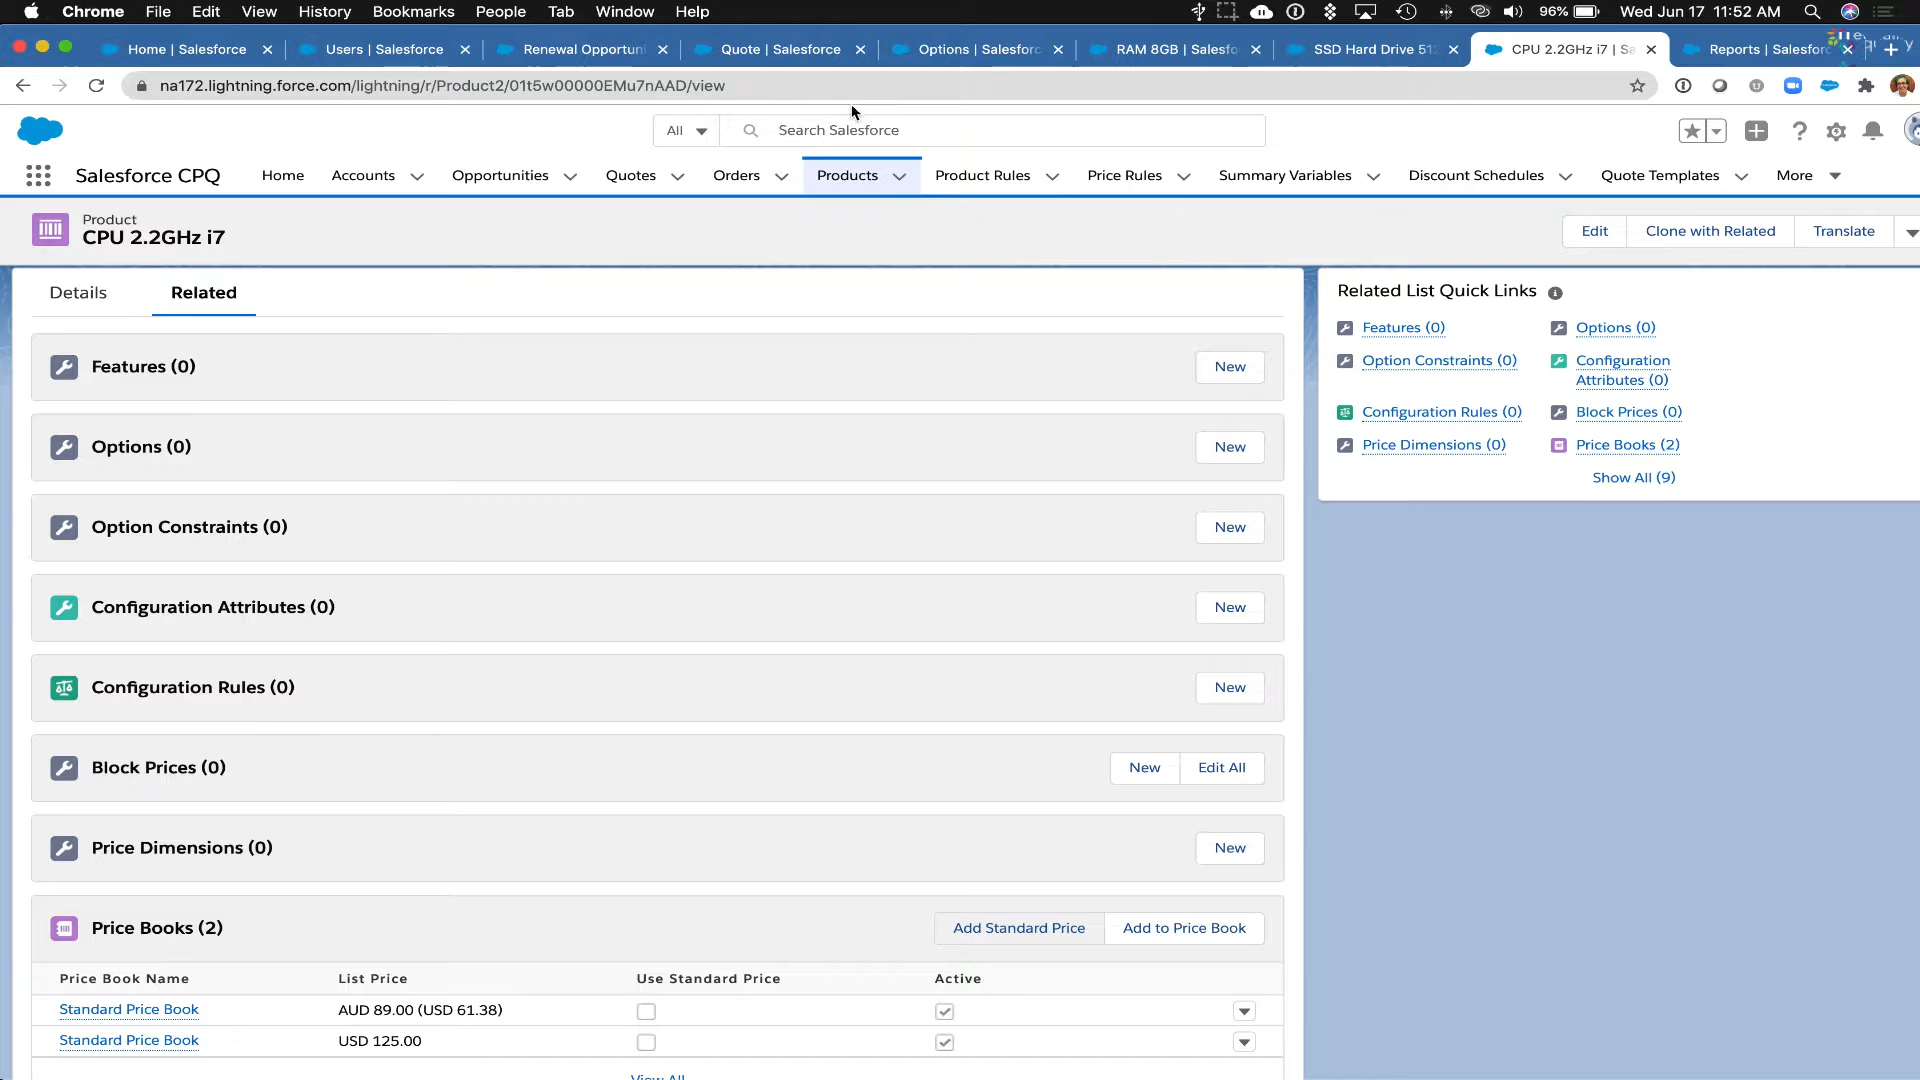 Chrome File Edit View History Bookmarks People Tab Window Help 96% Wed Jun 17 11:52 AM
Home | Salesforce Users | Salesforce Renewal Opportuni Quote | Salesforce Options | Salesforc RAM 8GB | Salesfo SSD Hard Drive 51 CPU 2.2GHz i7 | Sa Reports | Salesforc
na172.lightning.force.com/lightning/r/Product2/01t5w00000EMu7nAAD/view
All Search Salesforce
Salesforce CPQ Home Accounts Opportunities Quotes Orders Products Product Rules Price Rules Summary Variables Discount Schedules Quote Templates More
Product
CPU 2.2GHz i7
Edit Clone with Related Translate
Details Related
Features (0) New
Options (0) New
Option Constraints (0) New
Configuration Attributes (0) New
Configuration Rules (0) New
Block Prices (0) New Edit All
Price Dimensions (0) New
Price Books (2) Add Standard Price Add to Price Book
Price Book Name List Price Use Standard Price Active
Standard Price Book AUD 89.00 (USD 61.38)
Standard Price Book USD 125.00
View All
Related List Quick Links
Features (0) Options (0)
Option Constraints (0) Configuration
Attributes (0)
Configuration Rules (0) Block Prices (0)
Price Dimensions (0) Price Books (2)
Show All (9)